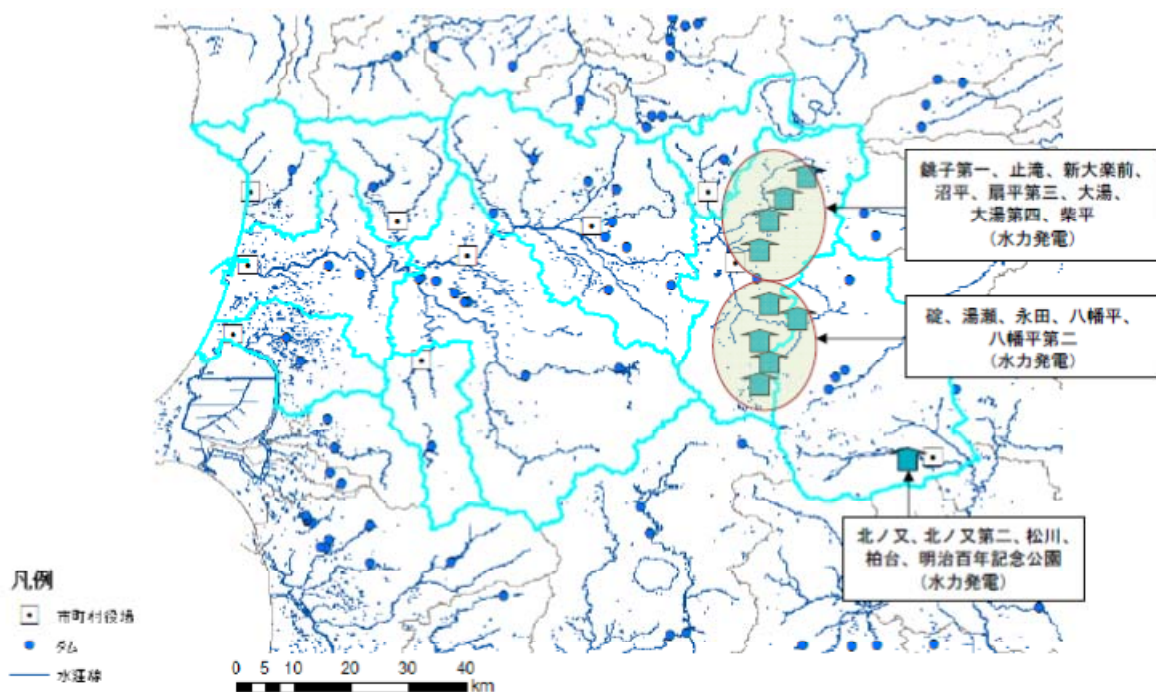 銚子第一、止滝、新大楽前、
沼平、扇平第三、大湯、
大湯第四、柴平
(水力発電)
碇、湯瀬、永田、八幡平、
八幡平第二
(水力発電)
北ノ又、北ノ又第二、松川、
柏台、明治百年記念公園
(水力発電)
凡例
市町村役場
ダム
水涯線
0 5 10 20 30 40
km